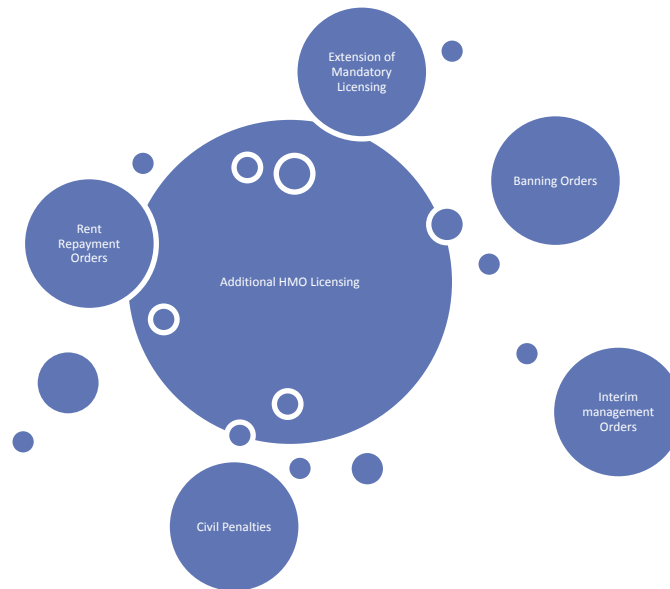 Extension of
Mandatory
Licensing
Banning Orders
Rent
Repayment
Orders
Additional HMO Licensing
Interim
management
Orders
Civil Penalties